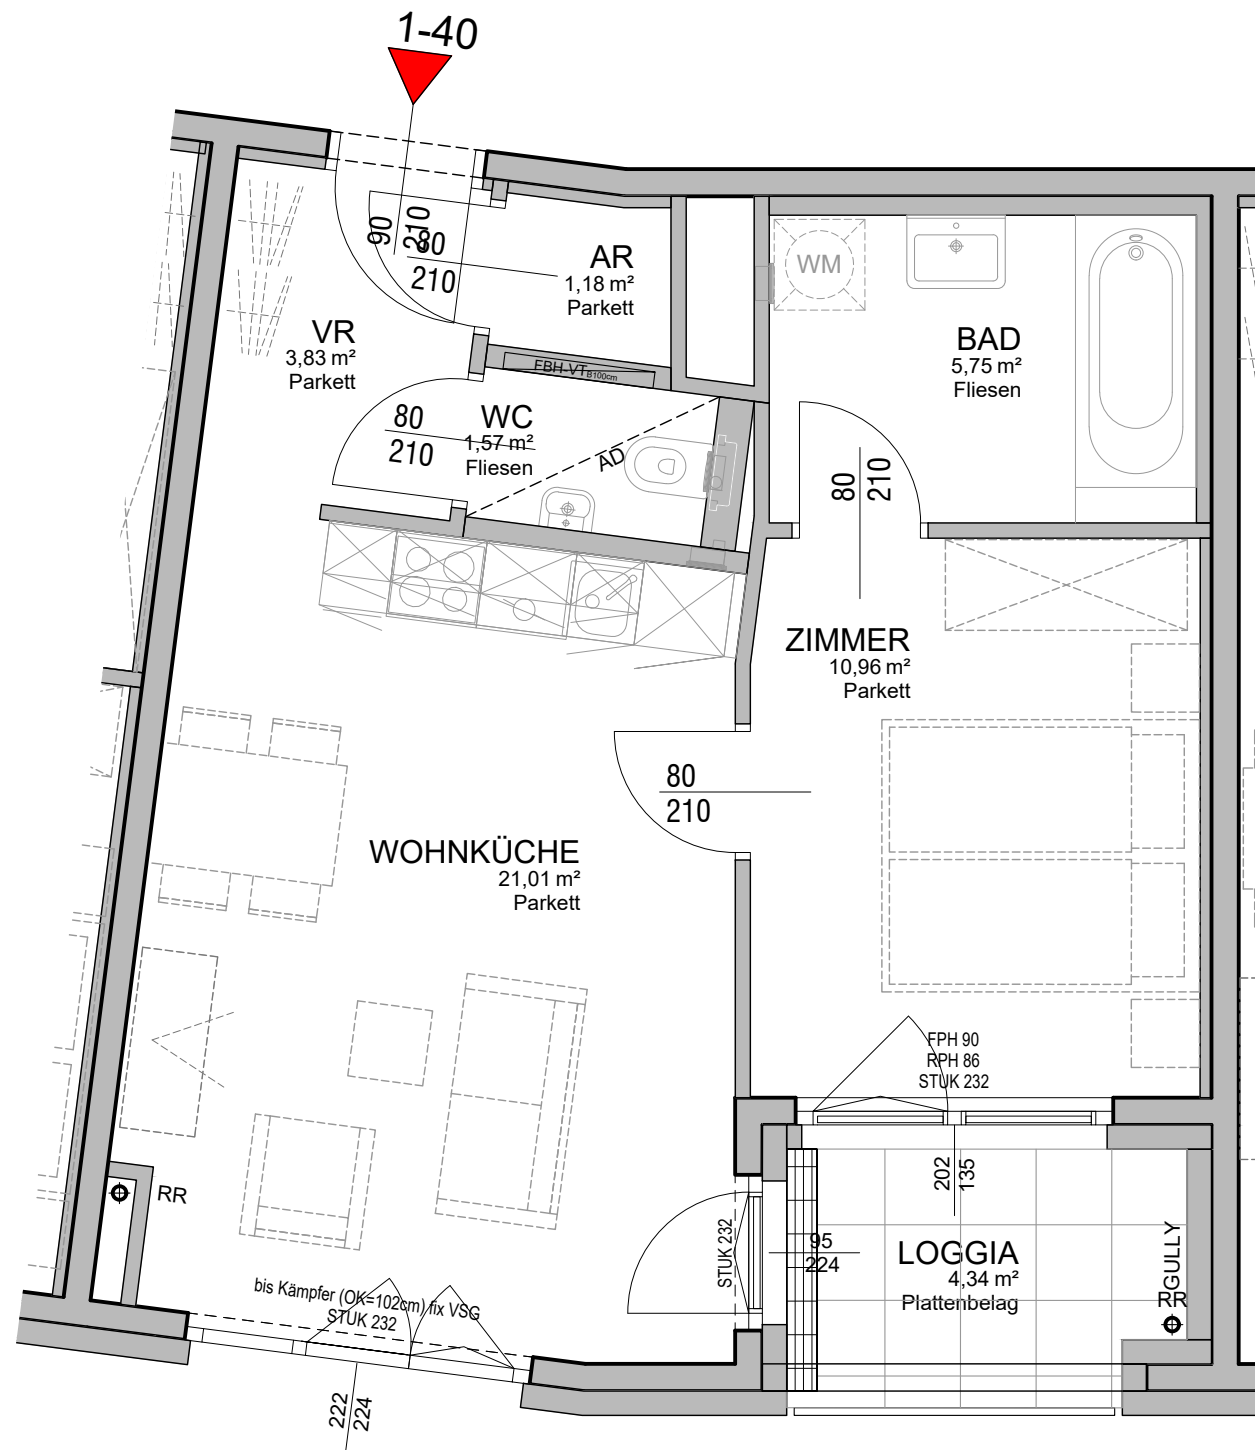 1-40
90
210
80
210
AR
1,18 m²
Parkett
WM
VR
3,83 m²
Parkett
BAD
5,75 m²
Fliesen
FBH-VT B100cm
80
210
WC
1,57 m²
Fliesen
AD
80
210
ZIMMER
10,96 m²
Parkett
80
210
WOHNKÜCHE
21,01 m²
Parkett
FPH 90
RPH 86
STUK 232
202
135
RR
STUK 232
95
224
LOGGIA
4,34 m²
Plattenbelag
GULLY
RR
bis Kämpfer (OK=102cm) fix VSG
STUK 232
222
224